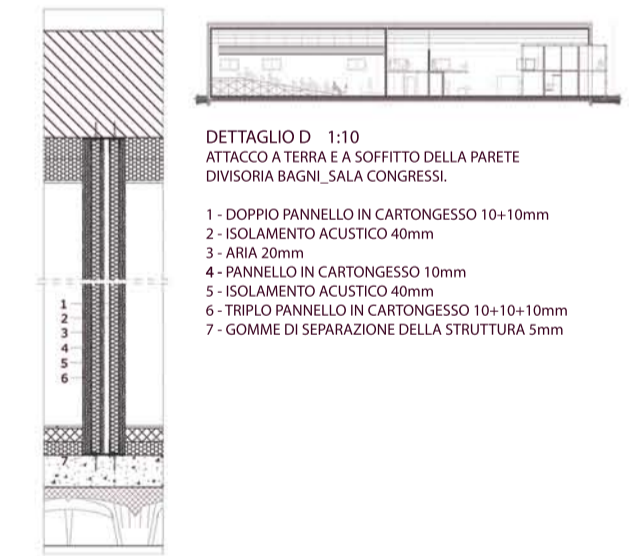 DETTAGLIO D 1:10
ATTACCO A TERRA E A SOFFITTO DELLA PARETE
DIVISORIA BAGNI_SALA CONGRESSI.
1 - DOPPIO PANNELLO IN CARTONGESSO 10+10mm
2 - ISOLAMENTO ACUSTICO 40mm
3 - ARIA 20mm
4 - PANNELLO IN CARTONGESSO 10mm
5 - ISOLAMENTO ACUSTICO 40mm
6 - TRIPLO PANNELLO IN CARTONGESSO 10+10+10mm
7 - GOMME DI SEPARAZIONE DELLA STRUTTURA 5mm
1
2
3
4
5
6
7